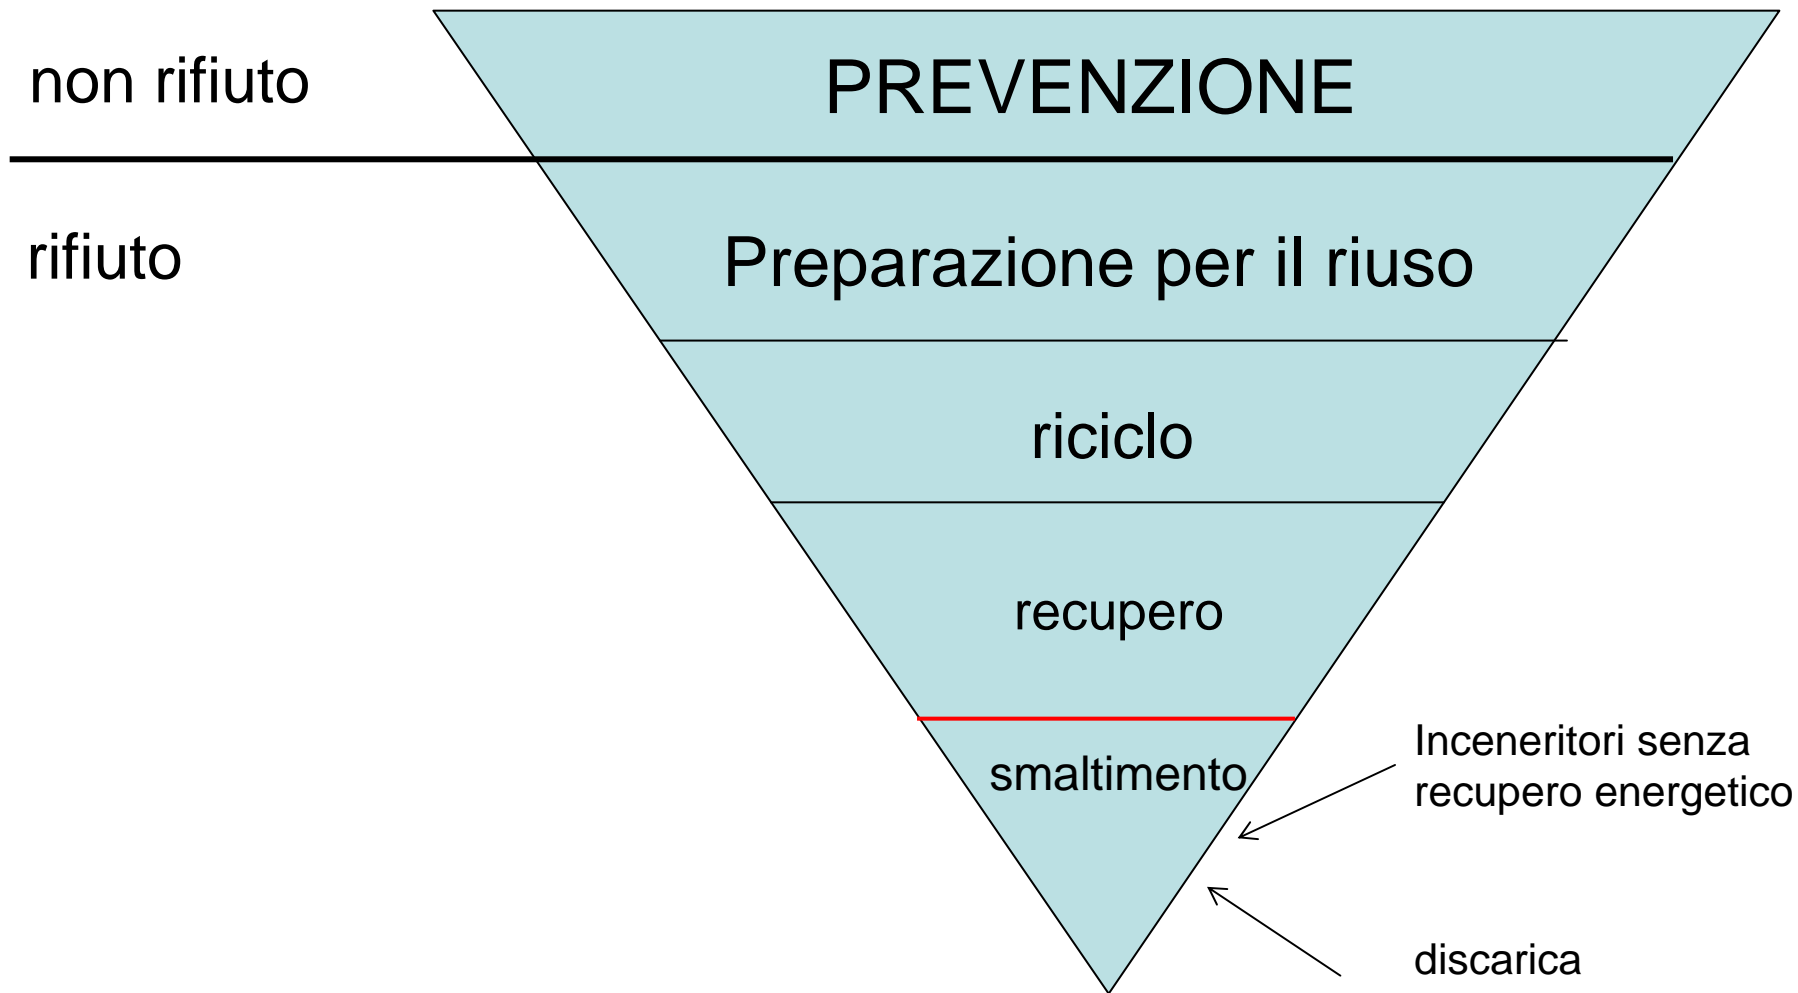 non rifiuto
PREVENZIONE
rifiuto
Preparazione per il riuso
riciclo
recupero
smaltimento
Inceneritori senza
recupero energetico
discarica